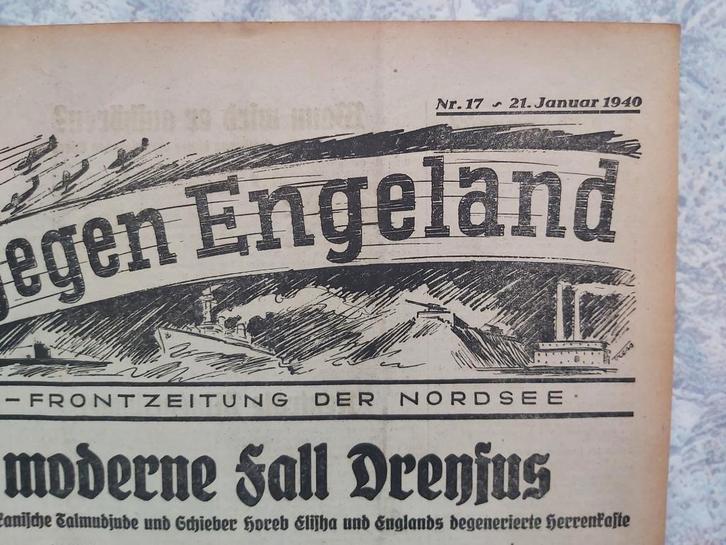 Nr. 17 ~ 21. Januar 1940
gegen Engeland
-FRONTZEITUNG DER NORDSEE·
moderne Fall Dreyfus
kanische Talmudjude und Schieber Horeb Elisha und Englands degenerierte Herrenkaste